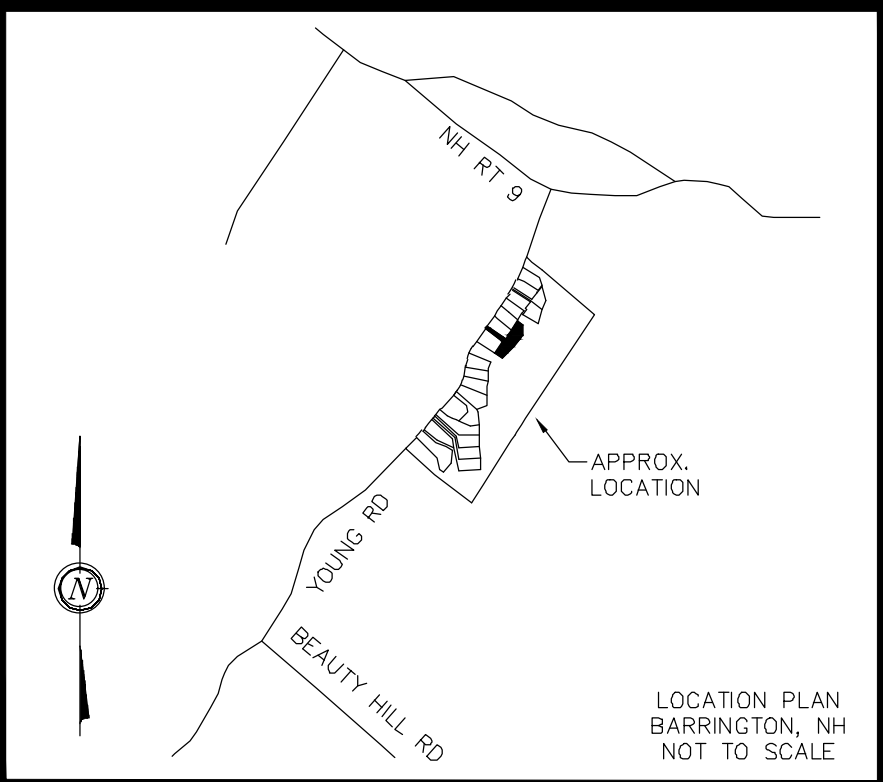 NH RT 9
APPROX.
LOCATION
YOUNG RD
N
BEAUTY HILL RD
LOCATION PLAN
BARRINGTON, NH
NOT TO SCALE